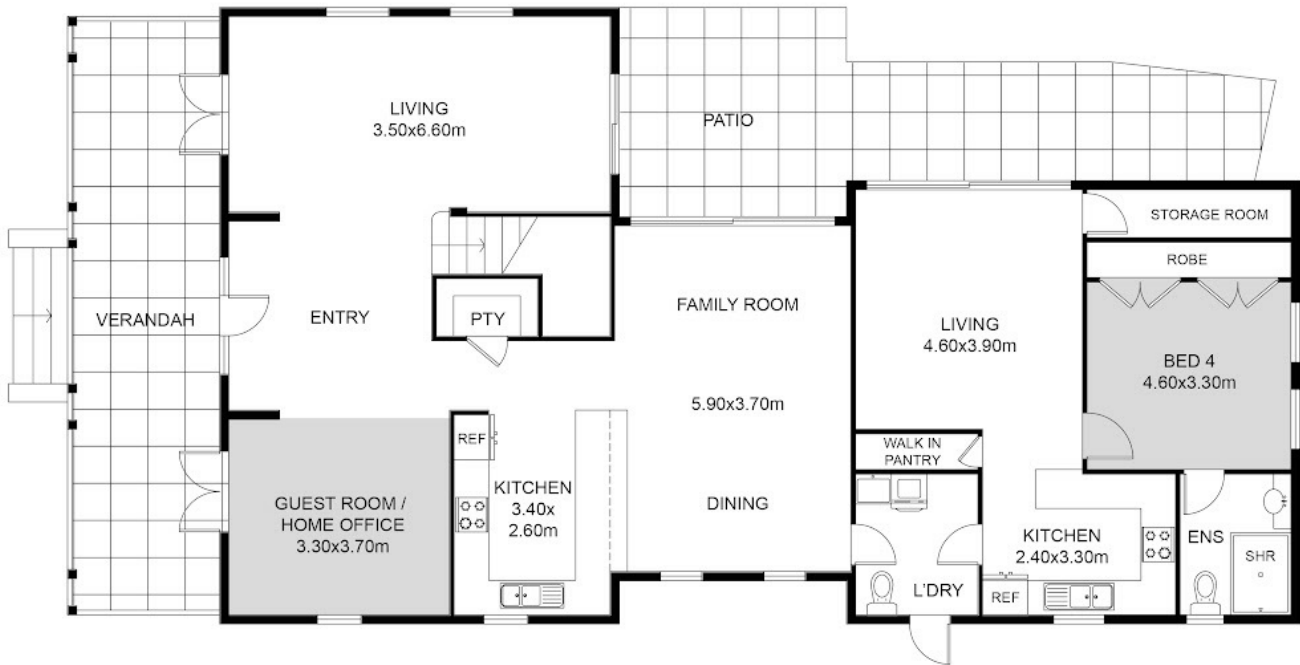 LIVING
3.50x6.60m
PATIO
STORAGE ROOM
ROBE
VERANDAH
ENTRY
PTY
FAMILY ROOM
5.90x3.70m
LIVING
4.60x3.90m
BED 4
4.60x3.30m
REF
WALK IN
PANTRY
GUEST ROOM /
HOME OFFICE
3.30x3.70m
KITCHEN
3.40x
2.60m
DINING
KITCHEN
2.40x3.30m
ENS
SHR
L'DRY
REF